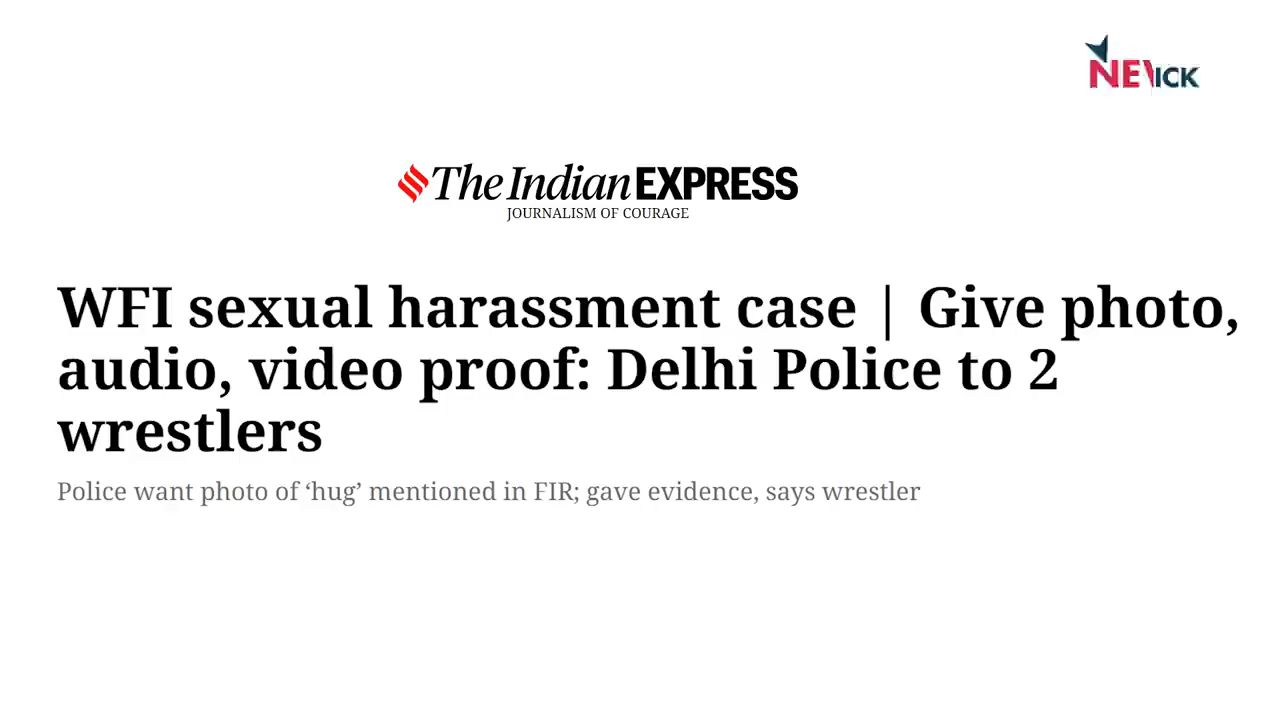 The Indian EXPRESS
JOURNALISM OF COURAGE
WFI sexual harassment case | Give photo,
audio, video proof: Delhi Police to 2
wrestlers
Police want photo of ‘hug’ mentioned in FIR; gave evidence, says wrestler